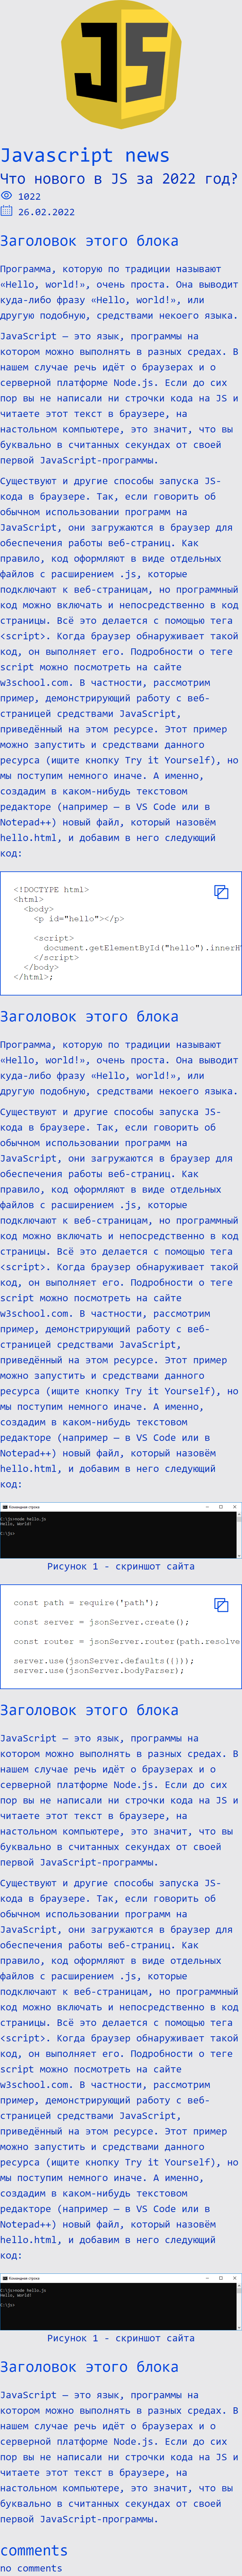 JS
Javascript news
Что нового в JS за 2022 год?
1022
26.02.2022
Заголовок этого блока
Программа, которую по традиции называют
«Hello, world!», очень проста. Она выводит
куда-либо фразу «Hello, world!», или
другую подобную, средствами некоего языка.
JavaScript — это язык, программы на
котором можно выполнять в разных средах. В
нашем случае речь идёт о браузерах и о
серверной платформе Node.js. Если до сих
пор вы не написали ни строчки кода на JS и
читаете этот текст в браузере, на
настольном компьютере, это значит, что вы
буквально в считанных секундах от своей
первой JavaScript-программы.
Существуют и другие способы запуска JS-
кода в браузере. Так, если говорить об
обычном использовании программ на
JavaScript, они загружаются в браузер для
обеспечения работы веб-страниц. Как
правило, код оформляют в виде отдельных
файлов с расширением .js, которые
подключают к веб-страницам, но программный
код можно включать и непосредственно в код
страницы. Всё это делается с помощью тега
<script>. Когда браузер обнаруживает такой
код, он выполняет его. Подробности о теге
script можно посмотреть на сайте
w3school.com. В частности, рассмотрим
пример, демонстрирующий работу с веб-
страницей средствами JavaScript,
приведённый на этом ресурсе. Этот пример
можно запустить и средствами данного
ресурса (ищите кнопку Try it Yourself), но
мы поступим немного иначе. А именно,
создадим в каком-нибудь текстовом
редакторе (например — в VS Code или в
Notepad++) новый файл, который назовём
hello.html, и добавим в него следующий
код:
<!DOCTYPE html>
<html>
<body>
<p id="hello"></p>
<script>
document.getElementById("hello").innerH
</script>
</body>
</html>;
Заголовок этого блока
Программа, которую по традиции называют
«Hello, world!», очень проста. Она выводит
куда-либо фразу «Hello, world!», или
другую подобную, средствами некоего языка.
Существуют и другие способы запуска JS-
кода в браузере. Так, если говорить об
обычном использовании программ на
JavaScript, они загружаются в браузер для
обеспечения работы веб-страниц. Как
правило, код оформляют в виде отдельных
файлов с расширением .js, которые
подключают к веб-страницам, но программный
код можно включать и непосредственно в код
страницы. Всё это делается с помощью тега
<script>. Когда браузер обнаруживает такой
код, он выполняет его. Подробности о теге
script можно посмотреть на сайте
w3school.com. В частности, рассмотрим
пример, демонстрирующий работу с веб-
страницей средствами JavaScript,
приведённый на этом ресурсе. Этот пример
можно запустить и средствами данного
ресурса (ищите кнопку Try it Yourself), но
мы поступим немного иначе. А именно,
создадим в каком-нибудь текстовом
редакторе (например — в VS Code или в
Notepad++) новый файл, который назовём
hello.html, и добавим в него следующий
код:
Командная строка
C:\js>node hello.js
Hello, World!
C:\js>
Рисунок 1 - скриншот сайта
const path = require('path');
const server = jsonServer.create();
const router = jsonServer.router(path.resolve
server.use(jsonServer.defaults({}));
server.use(jsonServer.bodyParser);
Заголовок этого блока
JavaScript — это язык, программы на
котором можно выполнять в разных средах. В
нашем случае речь идёт о браузерах и о
серверной платформе Node.js. Если до сих
пор вы не написали ни строчки кода на JS и
читаете этот текст в браузере, на
настольном компьютере, это значит, что вы
буквально в считанных секундах от своей
первой JavaScript-программы.
Существуют и другие способы запуска JS-
кода в браузере. Так, если говорить об
обычном использовании программ на
JavaScript, они загружаются в браузер для
обеспечения работы веб-страниц. Как
правило, код оформляют в виде отдельных
файлов с расширением .js, которые
подключают к веб-страницам, но программный
код можно включать и непосредственно в код
страницы. Всё это делается с помощью тега
<script>. Когда браузер обнаруживает такой
код, он выполняет его. Подробности о теге
script можно посмотреть на сайте
w3school.com. В частности, рассмотрим
пример, демонстрирующий работу с веб-
страницей средствами JavaScript,
приведённый на этом ресурсе. Этот пример
можно запустить и средствами данного
ресурса (ищите кнопку Try it Yourself), но
мы поступим немного иначе. А именно,
создадим в каком-нибудь текстовом
редакторе (например — в VS Code или в
Notepad++) новый файл, который назовём
hello.html, и добавим в него следующий
код:
Командная строка
C:\js>node hello.js
Hello, World!
C:\js>
Рисунок 1 - скриншот сайта
Заголовок этого блока
JavaScript — это язык, программы на
котором можно выполнять в разных средах. В
нашем случае речь идёт о браузерах и о
серверной платформе Node.js. Если до сих
пор вы не написали ни строчки кода на JS и
читаете этот текст в браузере, на
настольном компьютере, это значит, что вы
буквально в считанных секундах от своей
первой JavaScript-программы.
comments
no comments